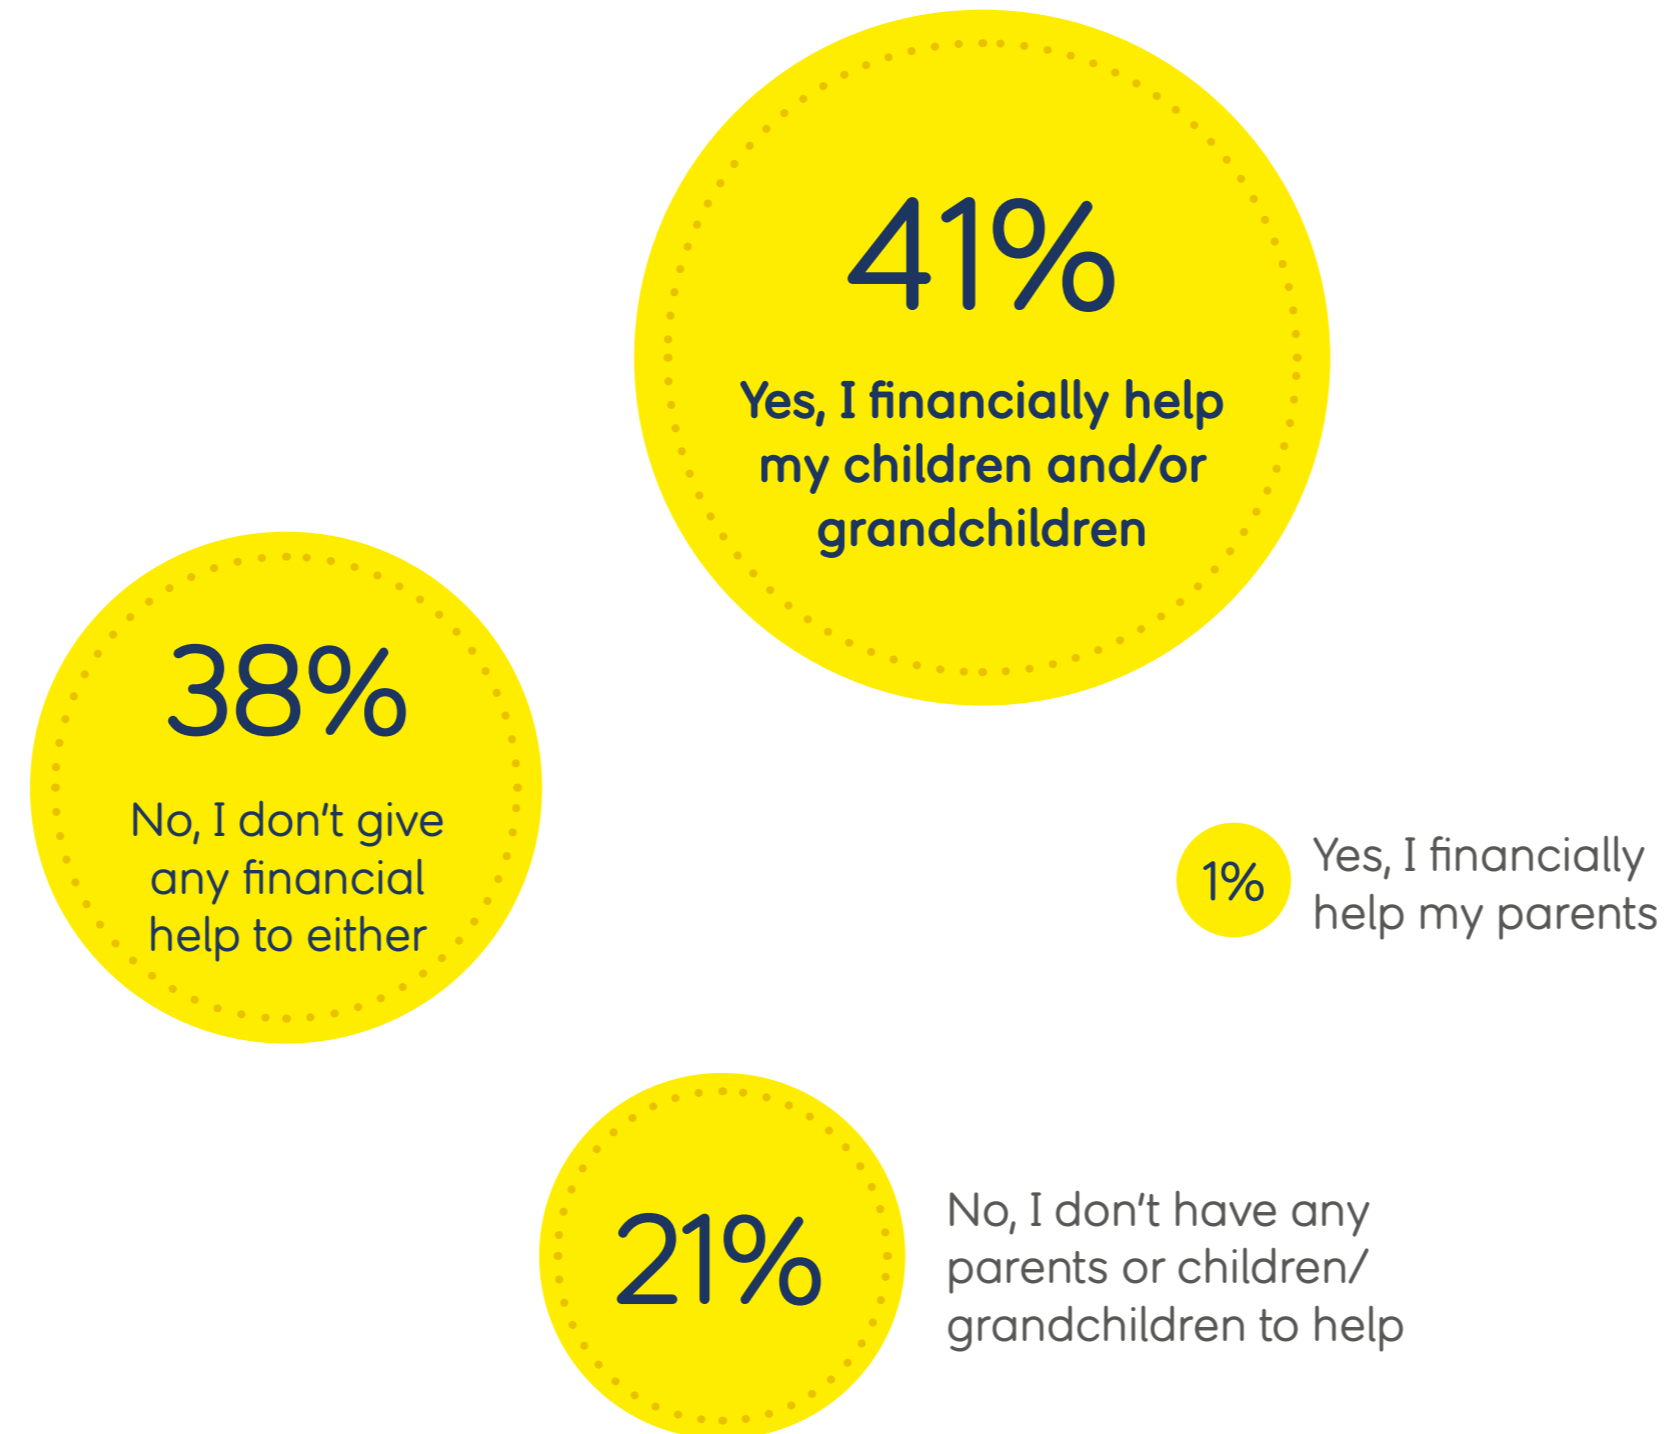 41%
Yes, I financially help
my children and/or
grandchildren
38%
No, I don't give
any financial
help to either
1%
Yes, I financially
help my parents
21%
No, I don't have any
parents or children/
grandchildren to help